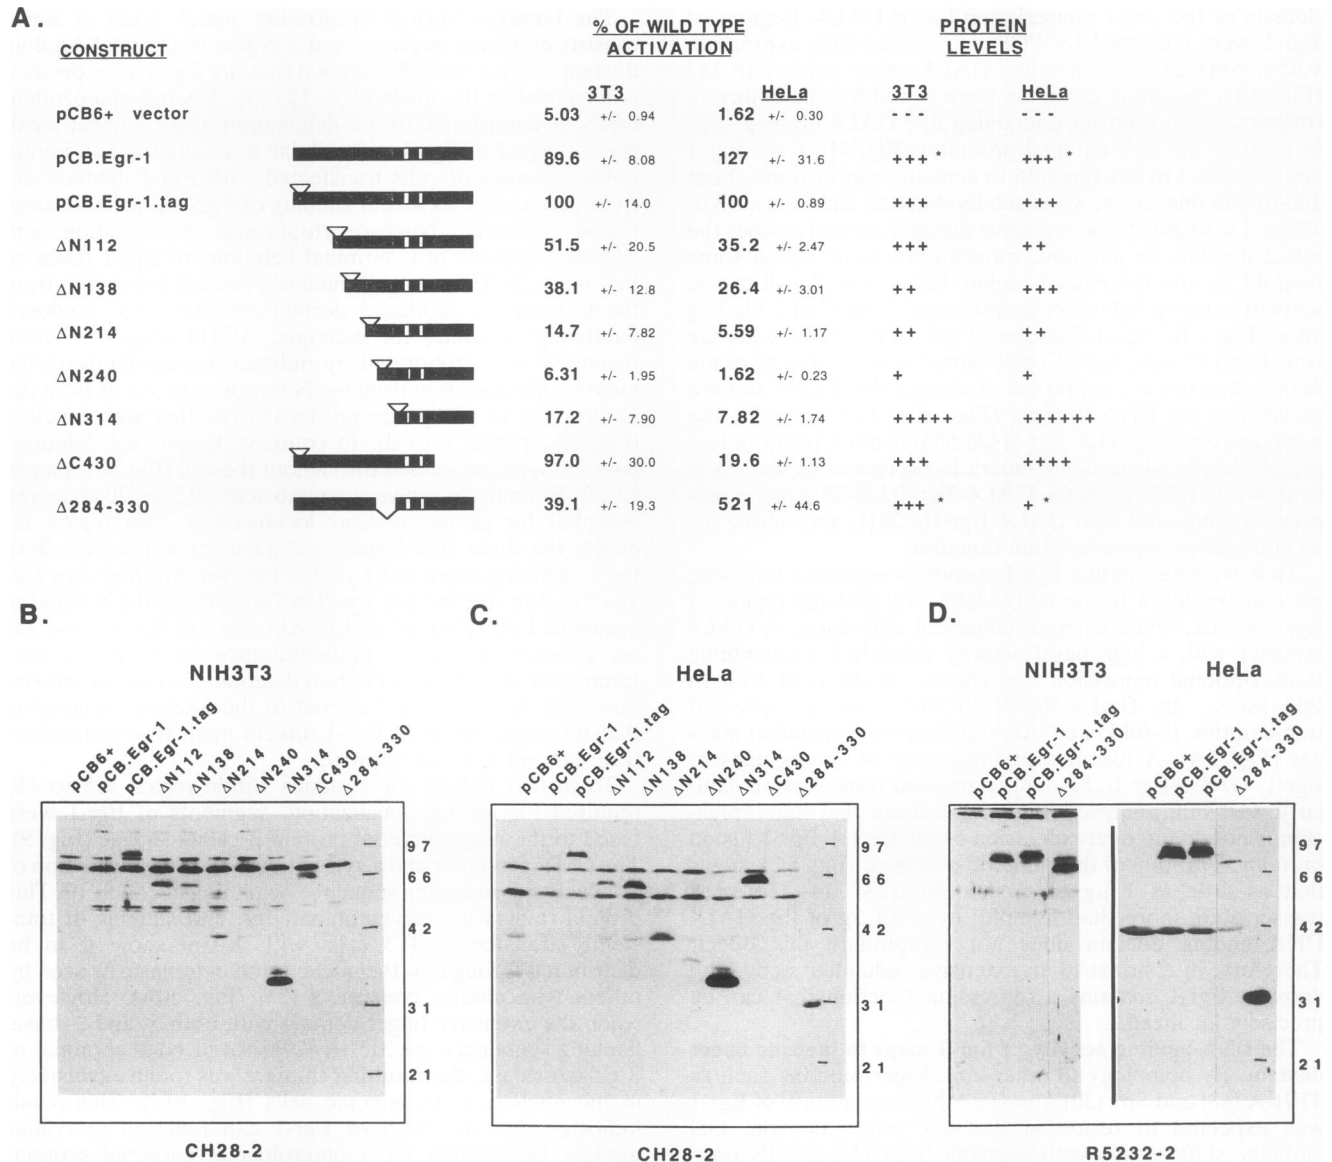 A.
% OF WILD TYPE ACTIVATION
PROTEIN LEVELS
CONSTRUCT
3T3 HeLa 3T3 HeLa
pCB6+ vector 5.03 +/- 0.94 1.62 +/- 0.30 --- ---
pCB.Egr-1 89.6 +/- 8.08 127 +/- 31.6 +++ * +++ *
pCB.Egr-1.tag 100 +/- 14.0 100 +/- 0.89 +++ +++
ΔN112 51.5 +/- 20.5 35.2 +/- 2.47 +++ ++
ΔN138 38.1 +/- 12.8 26.4 +/- 3.01 ++ +++
ΔN214 14.7 +/- 7.82 5.59 +/- 1.17 ++ ++
ΔN240 6.31 +/- 1.95 1.62 +/- 0.23 + +
ΔN314 17.2 +/- 7.90 7.82 +/- 1.74 +++++ ++++++
ΔC430 97.0 +/- 30.0 19.6 +/- 1.13 +++ +++++
Δ284-330 39.1 +/- 19.3 521 +/- 44.6 +++ * + *
B.
NIH3T3
pCB6+
pCB.Egr-1
pCB.Egr-1.tag
ΔN112
ΔN138
ΔN214
ΔN240
ΔN314
ΔC430
Δ284-330
97
66
42
31
21
CH28-2
C.
HeLa
pCB6+
pCB.Egr-1
pCB.Egr-1.tag
ΔN112
ΔN138
ΔN214
ΔN240
ΔN314
ΔC430
Δ284-330
97
66
42
31
21
CH28-2
D.
NIH3T3 HeLa
pCB6+
pCB.Egr-1
pCB.Egr-1.tag
Δ284-330
pCB6+
pCB.Egr-1
pCB.Egr-1.tag
Δ284-330
97
66
42
31
21
R5232-2